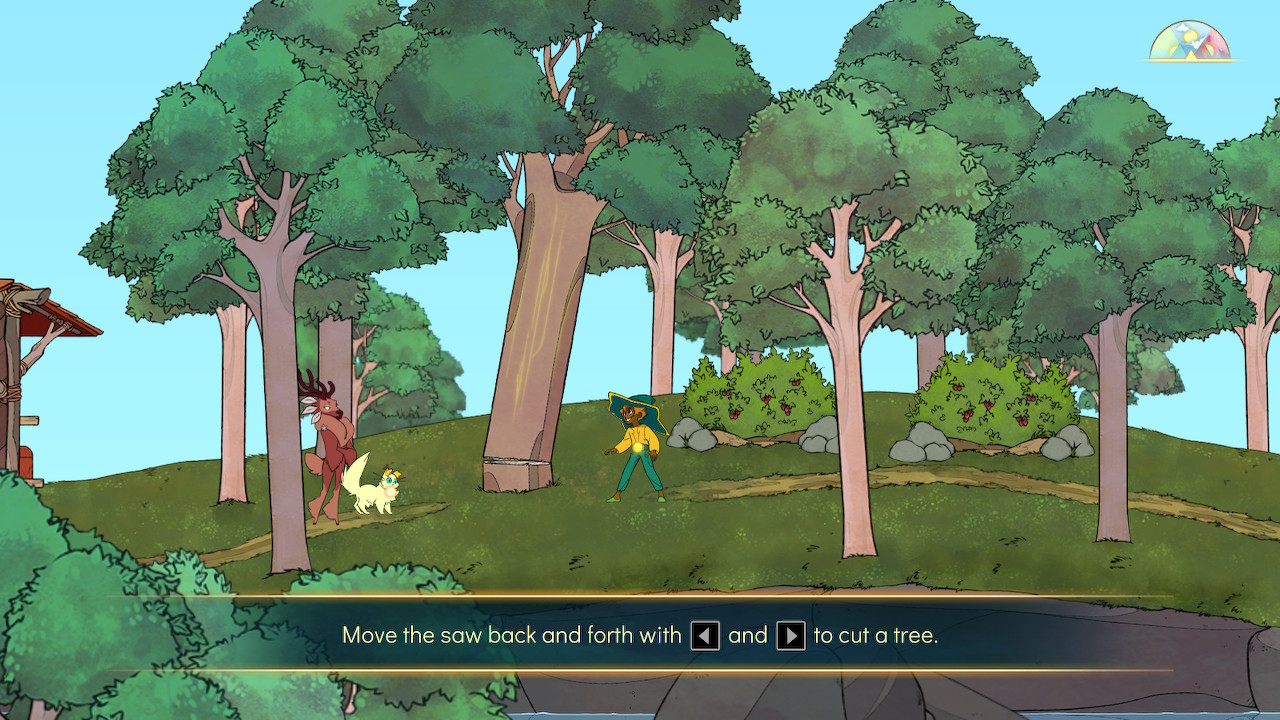 Move the saw back and forth with ◀ and ▶ to cut a tree.